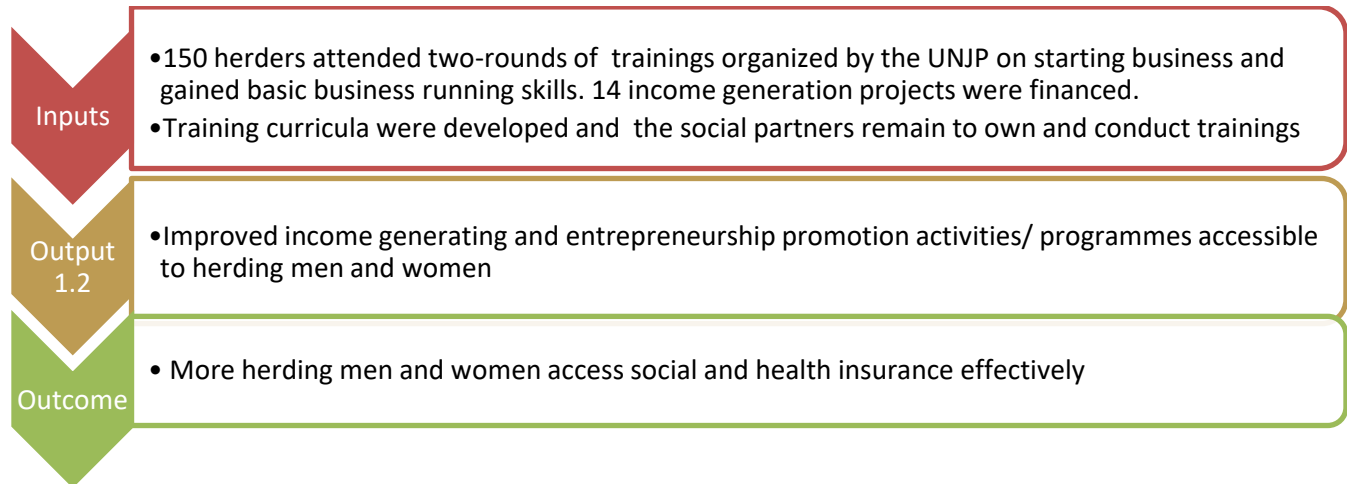 Inputs
•150 herders attended two-rounds of trainings organized by the UNJP on starting business and
gained basic business running skills. 14 income generation projects were financed.
•Training curricula were developed and the social partners remain to own and conduct trainings
Output
1.2
•Improved income generating and entrepreneurship promotion activities/ programmes accessible
to herding men and women
Outcome
• More herding men and women access social and health insurance effectively